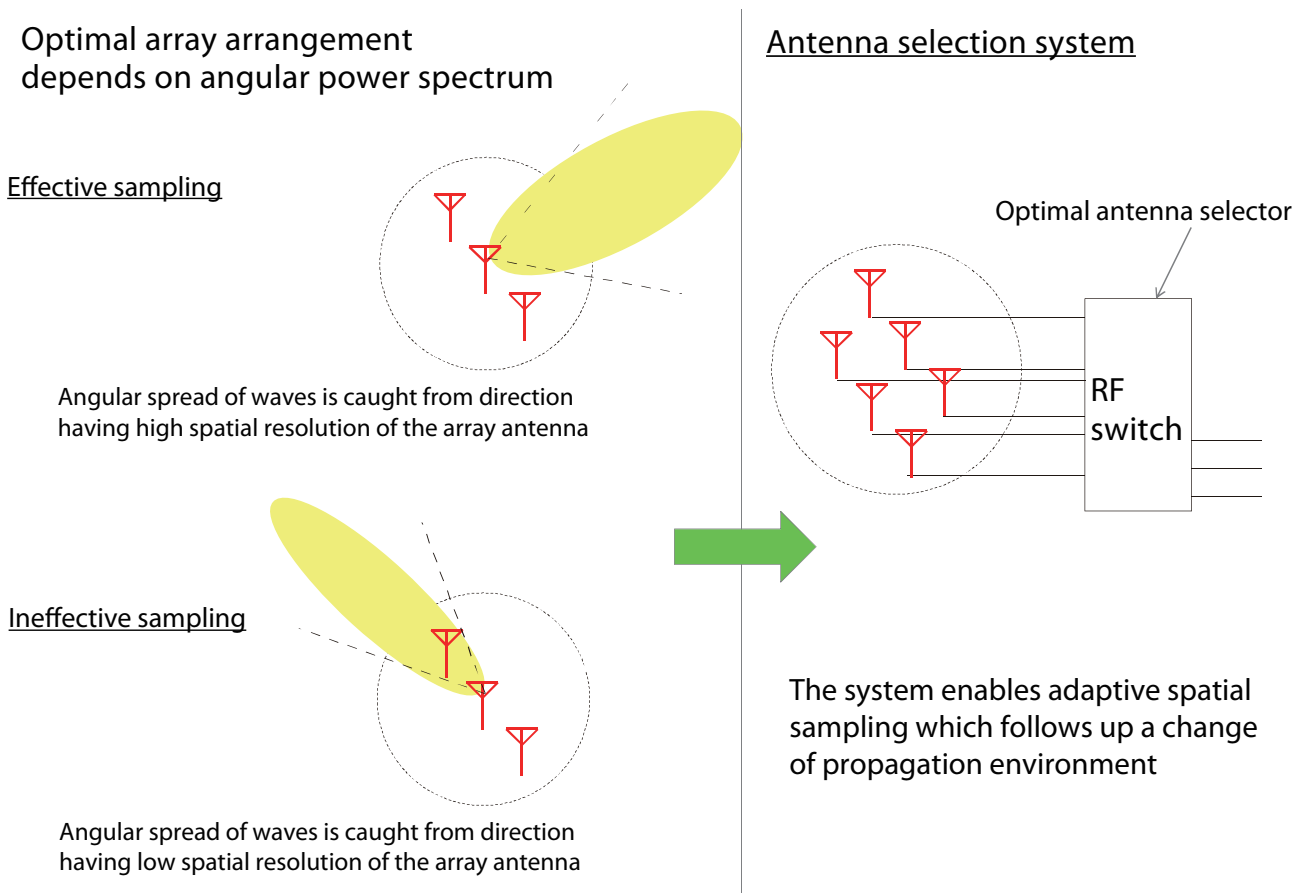 Optimal array arrangement
depends on angular power spectrum
Effective sampling
Angular spread of waves is caught from direction
having high spatial resolution of the array antenna
Ineffective sampling
Angular spread of waves is caught from direction
having low spatial resolution of the array antenna
Antenna selection system
Optimal antenna selector
RF
switch
The system enables adaptive spatial
sampling which follows up a change
of propagation environment